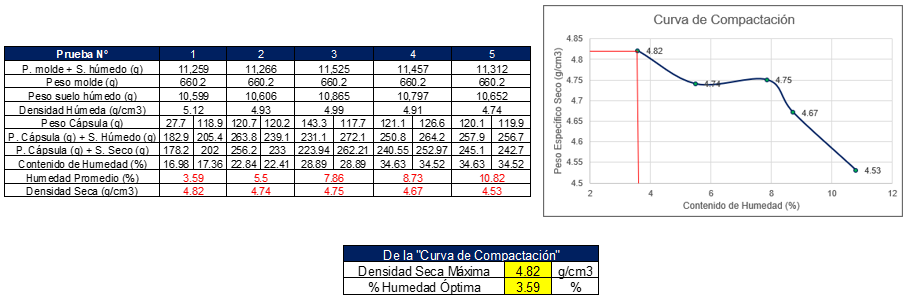 Prueba N° 1 2 3 4 5
P. molde + S. húmedo (g) 11,259 11,266 11,525 11,457 11,312
Peso molde (g) 660.2 660.2 660.2 660.2 660.2
Peso suelo húmedo (g) 10,599 10,606 10,865 10,797 10,652
Densidad Húmeda (g/cm3) 5.12 4.93 4.99 4.91 4.74
Peso Cápsula (g) 27.7 118.9 120.7 120.2 143.3 117.7 121.1 126.6 120.1 119.9
P. Cápsula (g) + S. Húmedo (g) 182.9 205.4 263.8 239.1 231.1 272.1 250.8 264.2 257.9 256.7
P. Cápsula (g) + S. Seco (g) 178.2 202 256.2 233 223.94 262.21 240.55 252.97 245.1 242.7
Contenido de Humedad (%) 16.98 17.36 22.84 22.41 28.89 28.89 34.63 34.52 34.63 34.52
Humedad Promedio (%) 3.59 5.5 7.86 8.73 10.82
Densidad Seca (g/cm3) 4.82 4.74 4.75 4.67 4.53
Curva de Compactación
Peso Específico Seco (g/cm3)
4.85
4.8
4.75
4.7
4.65
4.6
4.55
4.5
4.82
4.74
4.75
4.67
4.53
2 4 6 8 10 12
Contenido de Humedad (%)
De la "Curva de Compactación"
Densidad Seca Máxima 4.82 g/cm3
% Humedad Óptima 3.59 %